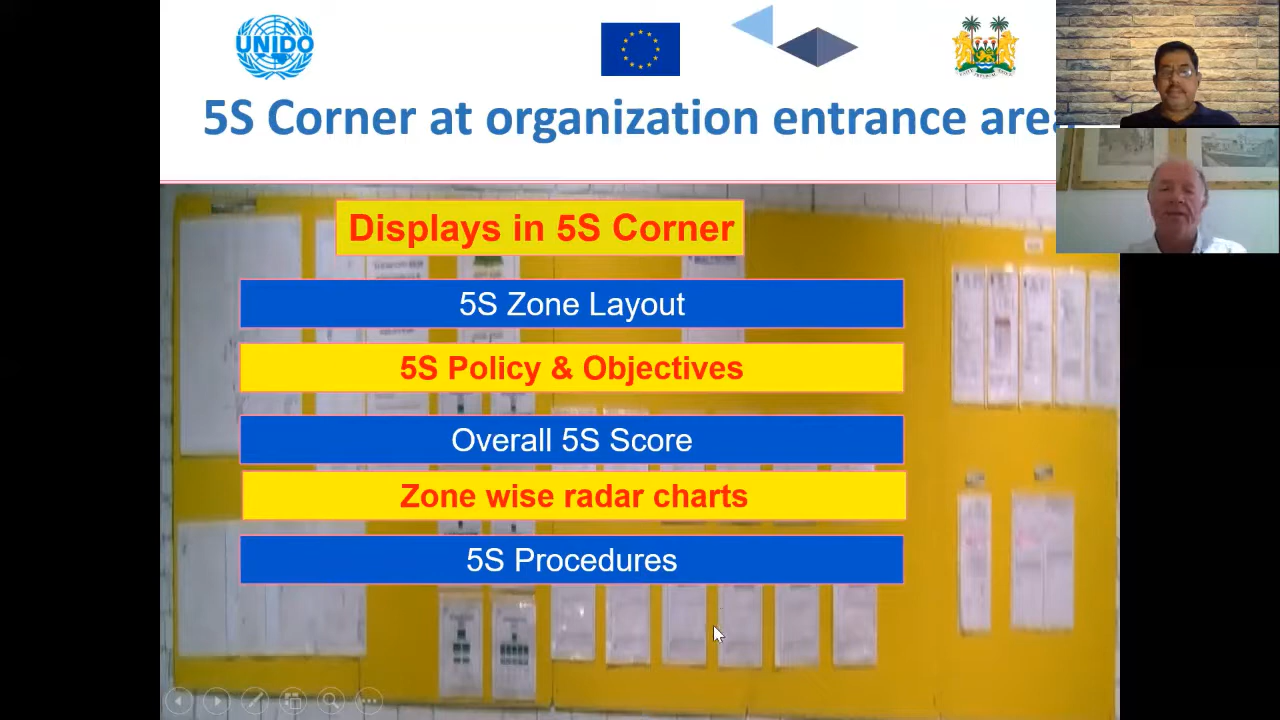 UNIDO
5S Corner at organization entrance area
Displays in 5S Corner
5S Zone Layout
5S Policy & Objectives
Overall 5S Score
Zone wise radar charts
5S Procedures